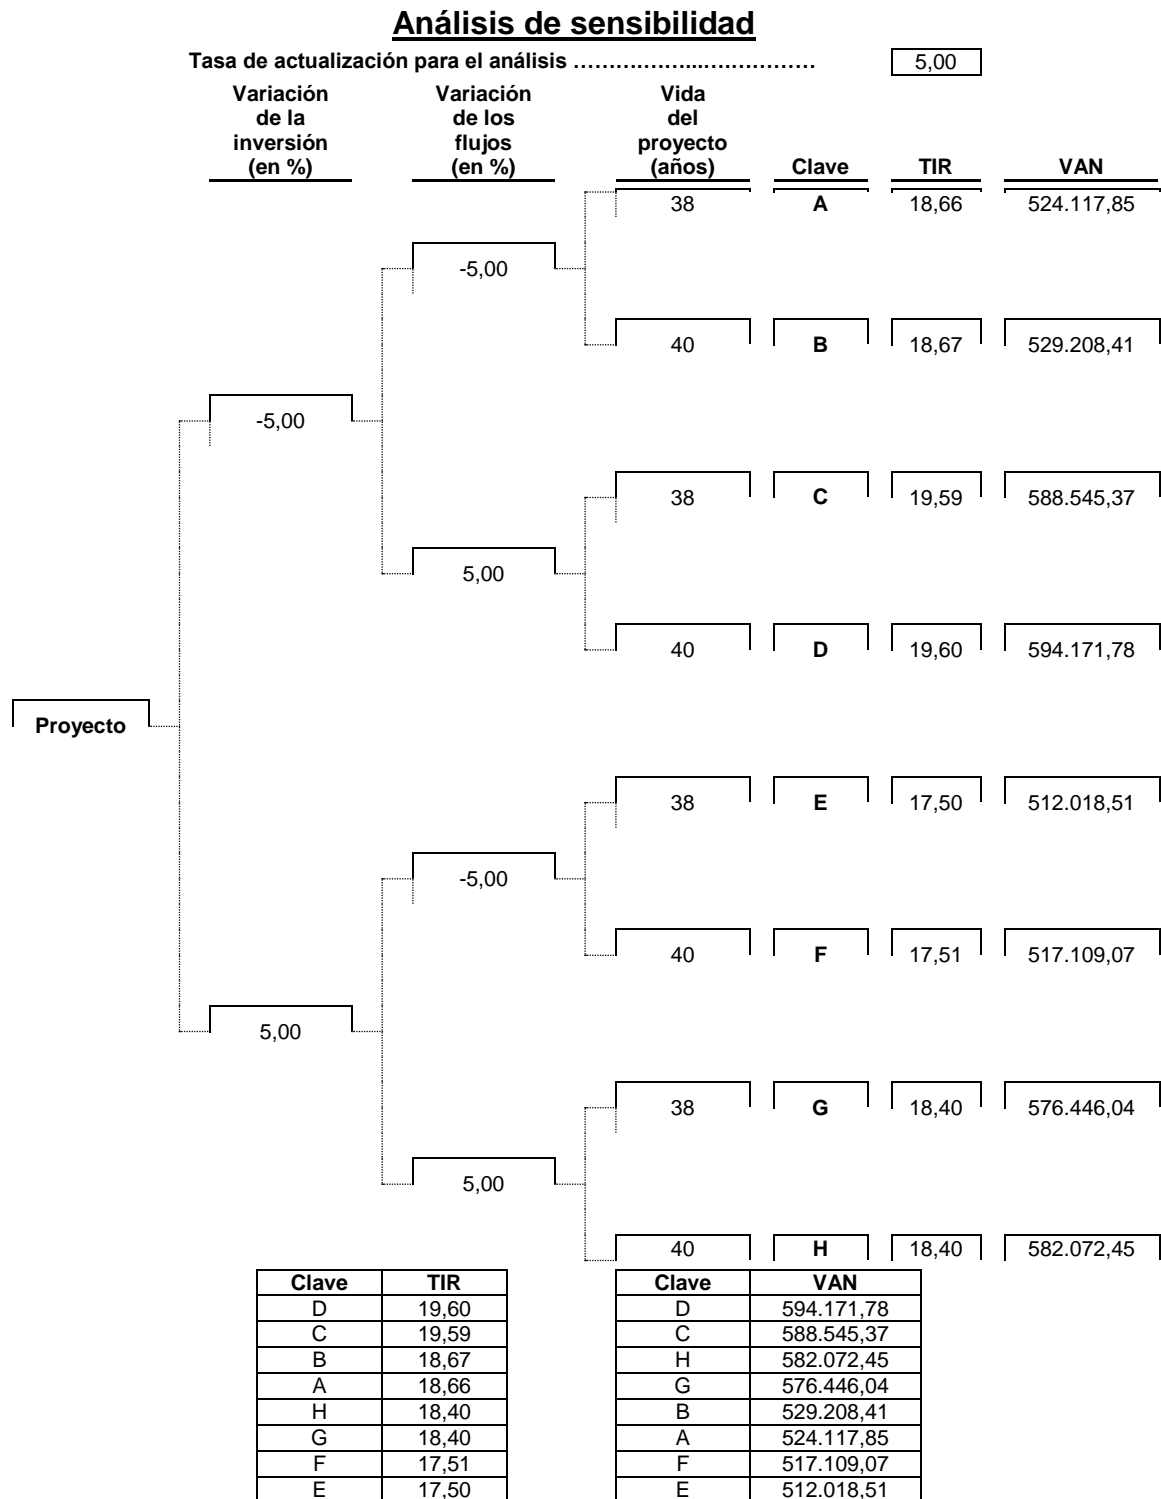 Análisis de sensibilidad
Tasa de actualización para el análisis ……………...……………	5,00
Variación de la inversión (en %)	Variación de los flujos (en %)	Vida del proyecto (años)	Clave	TIR	VAN
38	A	18,66	524.117,85
-5,00
40	B	18,67	529.208,41
-5,00
38	C	19,59	588.545,37
5,00
40	D	19,60	594.171,78
Proyecto
38	E	17,50	512.018,51
-5,00
40	F	17,51	517.109,07
5,00
38	G	18,40	576.446,04
5,00
40	H	18,40	582.072,45
Clave	TIR	Clave	VAN
D	19,60	D	594.171,78
C	19,59	C	588.545,37
B	18,67	H	582.072,45
A	18,66	G	576.446,04
H	18,40	B	529.208,41
G	18,40	A	524.117,85
F	17,51	F	517.109,07
E	17,50	E	512.018,51